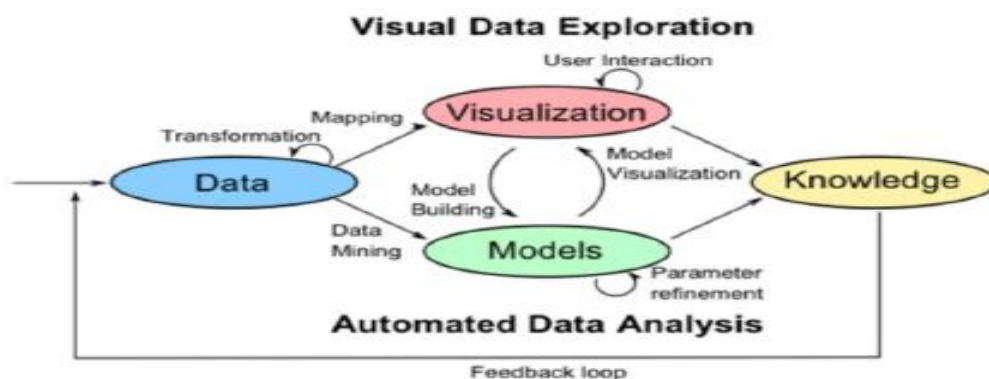 Visual Data Exploration
User Interaction
Visualization
Mapping
Transformation
Data
Model
Visualization
Knowledge
Model
Building
Data
Mining
Models
Parameter
refinement
Automated Data Analysis
Feedback loop